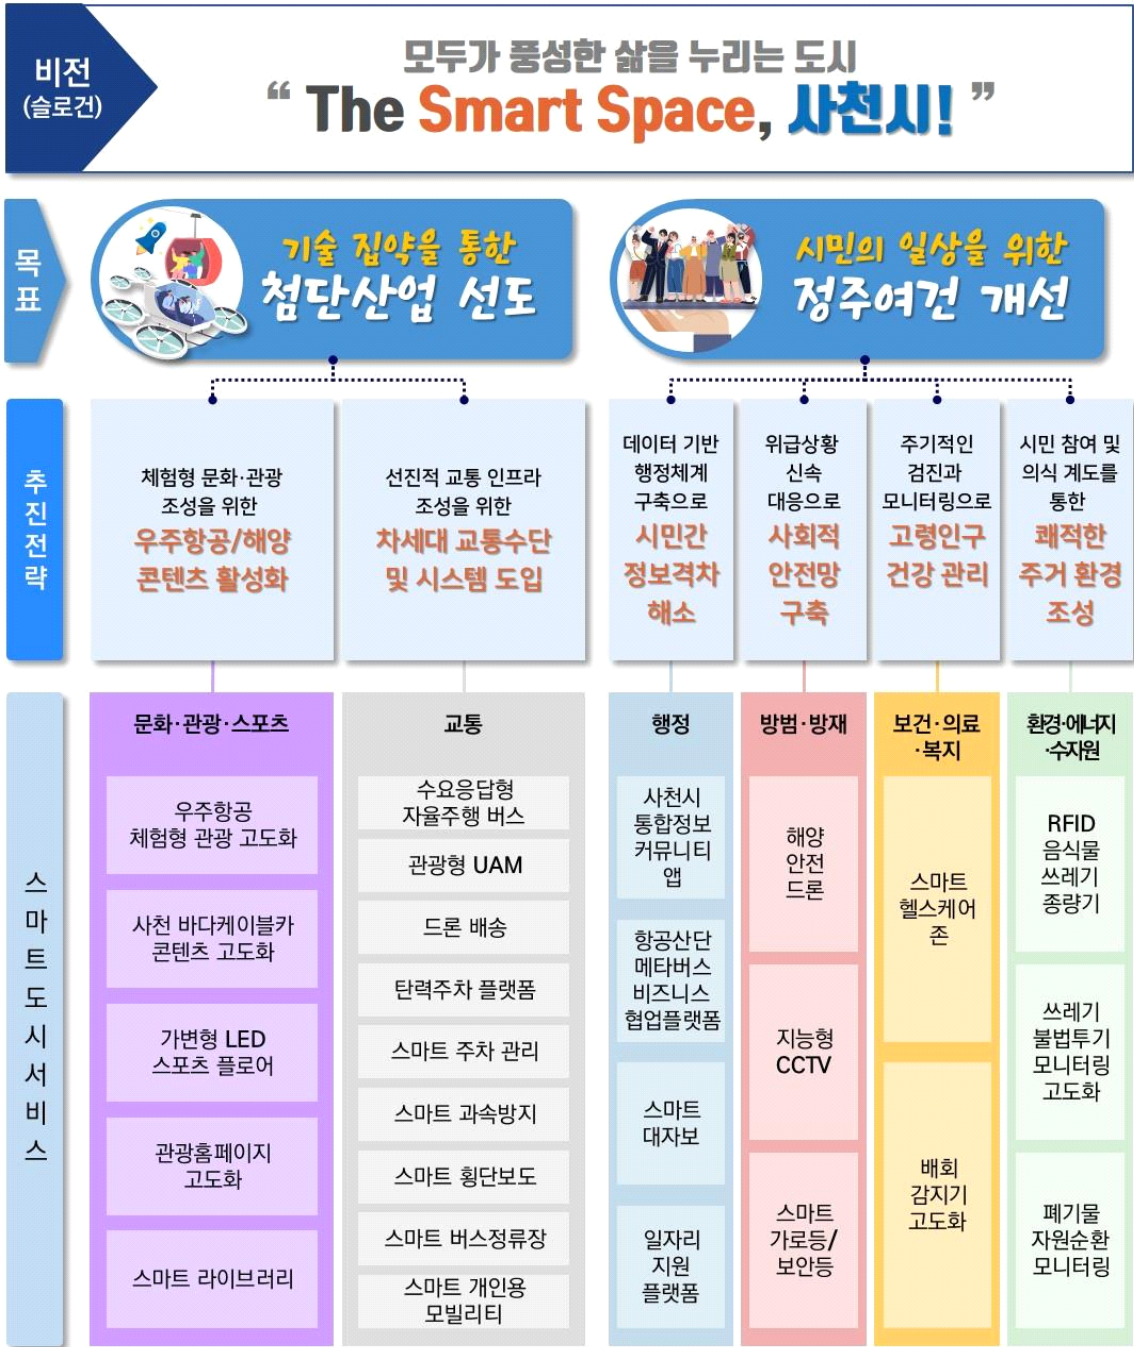 비전
(슬로건)
모두가 풍성한 삶을 누리는 도시
“ The Smart Space, 사천시! ”
목
표
기술 집약을 통한
첨단산업 선도
시민의 일상을 위한
정주여건 개선
추
진
전
략
체험형 문화·관광
조성을 위한
우주항공/해양
콘텐츠 활성화
선진적 교통 인프라
조성을 위한
차세대 교통수단
및 시스템 도입
데이터 기반
행정체계
구축으로
시민간
정보격차
해소
위급상황
신속
대응으로
사회적
안전망
구축
주기적인
검진과
모니터링으로
고령인구
건강 관리
시민 참여 및
의식 계도를
통한
쾌적한
주거 환경
조성
스
마
트
도
시
서
비
스
문화·관광·스포츠
우주항공
체험형 관광 고도화
사천 바다케이블카
콘텐츠 고도화
가변형 LED
스포츠 플로어
관광홈페이지
고도화
스마트 라이브러리
교통
수요응답형
자율주행 버스
관광형 UAM
드론 배송
탄력주차 플랫폼
스마트 주차 관리
스마트 과속방지
스마트 횡단보도
스마트 버스정류장
스마트 개인용
모빌리티
행정
사천시
통합정보
커뮤니티
앱
항공산단
메타버스
비즈니스
협업플랫폼
스마트
대자보
일자리
지원
플랫폼
방범·방재
해양
안전
드론
지능형
CCTV
스마트
가로등/
보안등
보건·의료
·복지
스마트
헬스케어
존
배회
감지기
고도화
환경·에너지
·수자원
RFID
음식물
쓰레기
종량기
쓰레기
불법투기
모니터링
고도화
폐기물
자원순환
모니터링